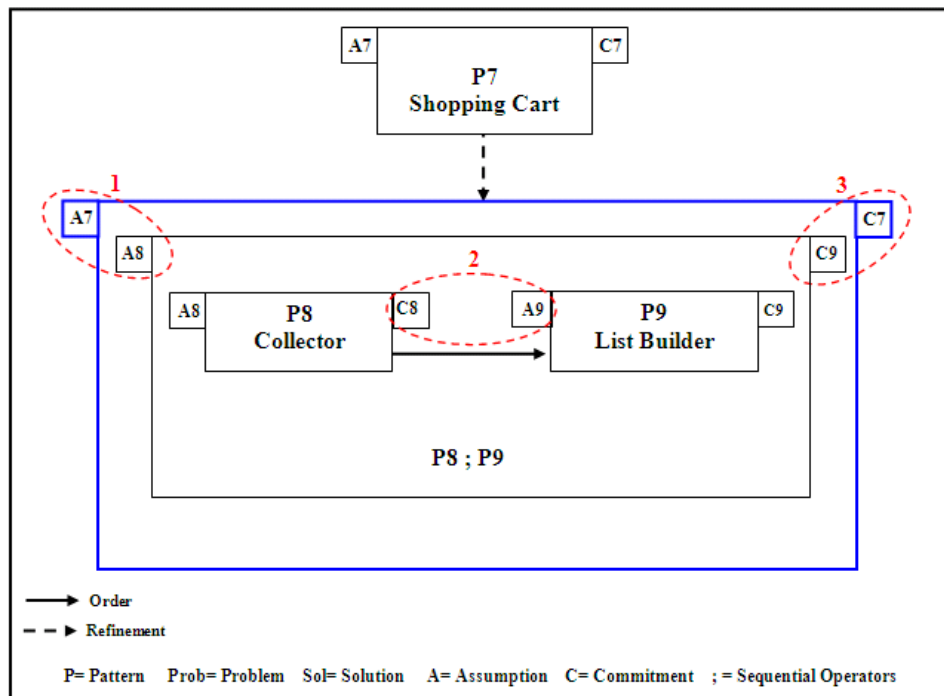 A7
C7
P7
Shopping Cart
1
3
A7
C7
A8
C9
2
A8
P8
C8
A9
P9
C9
Collector
List Builder
P8 ; P9
Order
Refinement
P= Pattern Prob= Problem Sol= Solution A= Assumption C= Commitment ; = Sequential Operators